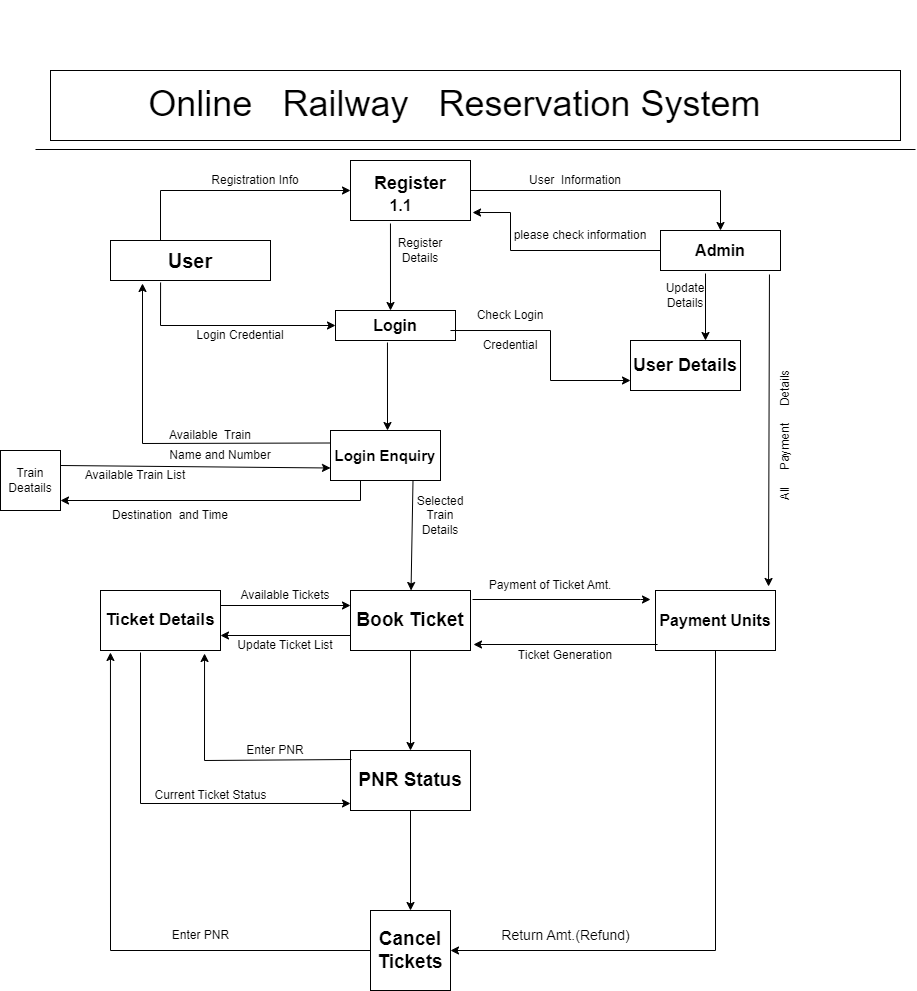 Online Railway Reservation System
Registration Info
Register
1.1
User Information
please check information
Admin
User
Register
Details
Update
Details
Login Credential
Login
Check Login
Credential
User Details
All Payment Details
Available Train
Name and Number
Login Enquiry
Train
Deatails
Available Train List
Destination and Time
Selected
Train
Details
Ticket Details
Available Tickets
Update Ticket List
Book Ticket
Payment of Ticket Amt.
Ticket Generation
Payment Units
Enter PNR
PNR Status
Current Ticket Status
Enter PNR
Cancel
Tickets
Return Amt.(Refund)